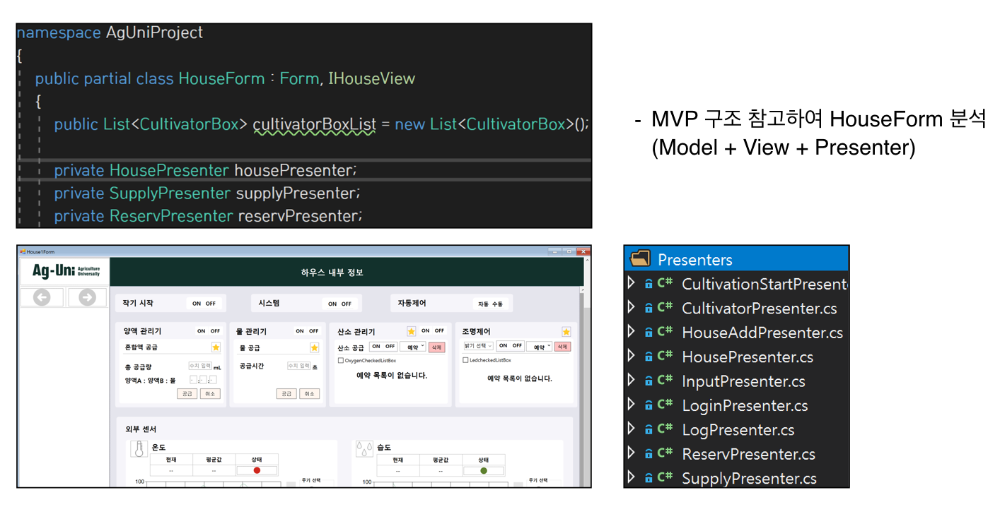 namespace AgUniProject
{
public partial class HouseForm : Form, IHouseView
{
public List<CultivatorBox> cultivatorBoxList = new List<CultivatorBox>();
private HousePresenter housePresenter;
private SupplyPresenter supplyPresenter;
private ReservPresenter reservPresenter;
- MVP 구조 참고하여 HouseForm 분석
(Model + View + Presenter)
House1Form
Ag-Uni Agriculture Universally
하우스 내부 정보
작기 시작 ON OFF
시스템 ON OFF
자동제어 자동 수동
양액 관리기 ON OFF
혼합액 공급
총 공급량 수치 입력 mL
양액A : 양액B : 물 - : - : -
공급 취소
물 관리기 ON OFF
물 공급
공급시간 수치 입력 초
공급 취소
산소 관리기 ON OFF
산소 공급 ON OFF 예약 삭제
OxygenCheckedListBox
예약 목록이 없습니다.
조명제어
밝기 선택 ON OFF 예약 삭제
LedcheckedListBox
예약 목록이 없습니다.
외부 센서
온도
현재 평균값 상태
-- --
100
주기 선택
습도
현재 평균값 상태
-- --
100
주기 선택
Presenters
C# CultivationStartPresent
C# CultivatorPresenter.cs
C# HouseAddPresenter.cs
C# HousePresenter.cs
C# InputPresenter.cs
C# LoginPresenter.cs
C# LogPresenter.cs
C# ReservPresenter.cs
C# SupplyPresenter.cs